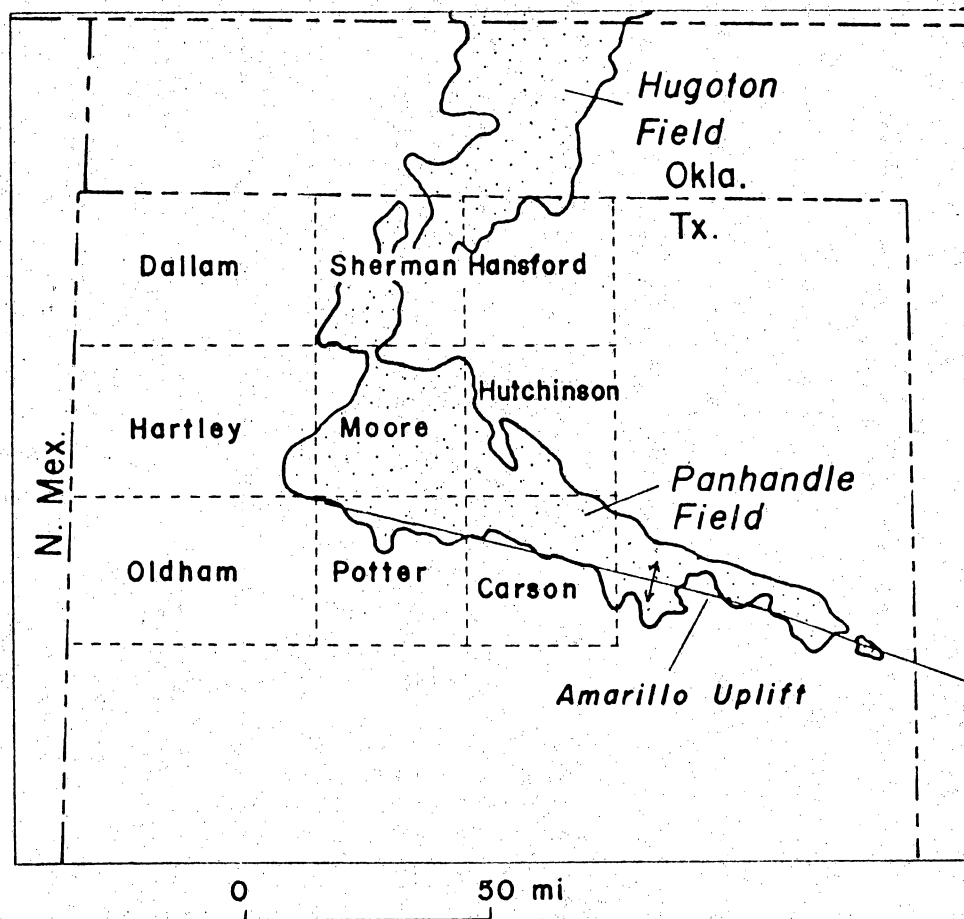 Hugoton
Field
Okla.
Tx.
Dallam
Sherman
Hansford
Hartley
Moore
Hutchinson
N. Mex.
Panhandle
Field
Oldham
Potter
Carson
Amarillo Uplift
0
50 mi